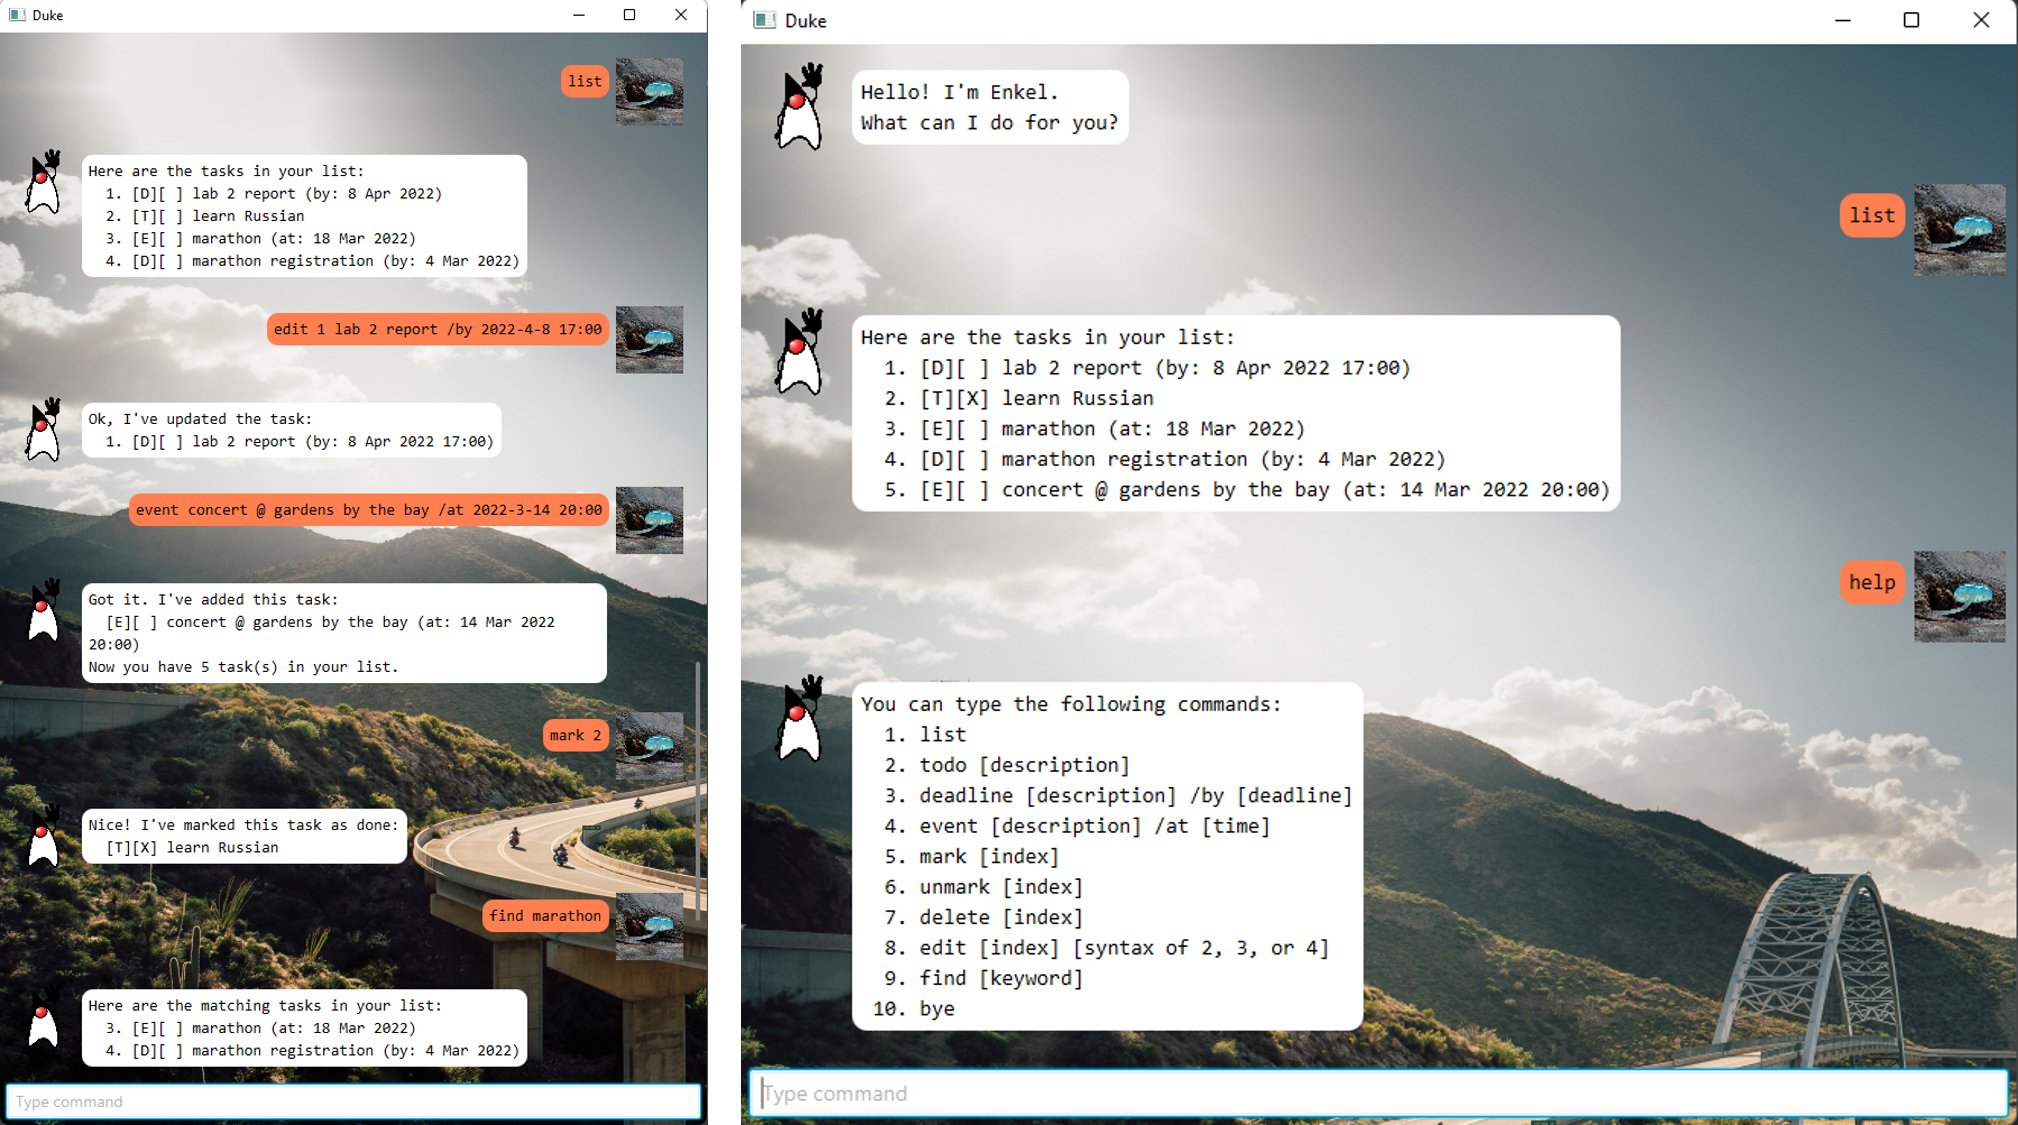 Duke
list
Here are the tasks in your list:
1. [D][ ] lab 2 report (by: 8 Apr 2022)
2. [T][ ] learn Russian
3. [E][ ] marathon (at: 18 Mar 2022)
4. [D][ ] marathon registration (by: 4 Mar 2022)
edit 1 lab 2 report /by 2022-4-8 17:00
Ok, I've updated the task:
1. [D][ ] lab 2 report (by: 8 Apr 2022 17:00)
event concert @ gardens by the bay /at 2022-3-14 20:00
Got it. I've added this task:
[E][ ] concert @ gardens by the bay (at: 14 Mar 2022
20:00)
Now you have 5 task(s) in your list.
mark 2
Nice! I've marked this task as done:
[T][X] learn Russian
find marathon
Here are the matching tasks in your list:
3. [E][ ] marathon (at: 18 Mar 2022)
4. [D][ ] marathon registration (by: 4 Mar 2022)
Type command
Duke
Hello! I'm Enkel.
What can I do for you?
list
Here are the tasks in your list:
1. [D][ ] lab 2 report (by: 8 Apr 2022 17:00)
2. [T][X] learn Russian
3. [E][ ] marathon (at: 18 Mar 2022)
4. [D][ ] marathon registration (by: 4 Mar 2022)
5. [E][ ] concert @ gardens by the bay (at: 14 Mar 2022 20:00)
help
You can type the following commands:
1. list
2. todo [description]
3. deadline [description] /by [deadline]
4. event [description] /at [time]
5. mark [index]
6. unmark [index]
7. delete [index]
8. edit [index] [syntax of 2, 3, or 4]
9. find [keyword]
10. bye
Type command